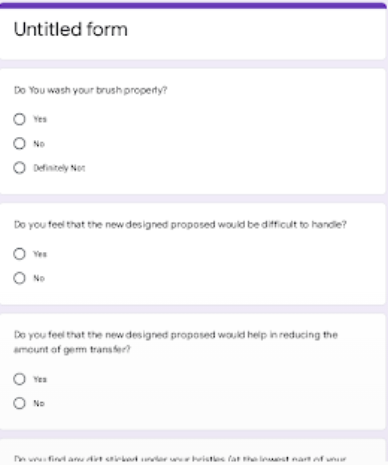 Untitled form
Do You wash your brush properly?
Yes
No
Definitely Not
Do you feel that the new designed proposed would be difficult to handle?
Yes
No
Do you feel that the new designed proposed would help in reducing the
amount of germ transfer?
Yes
No
Do you find any dirt sticked under your bristles (at the lowest part of your